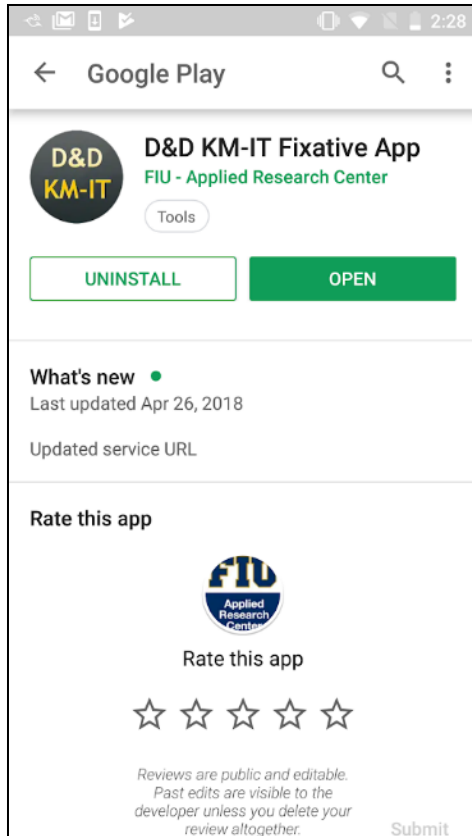 2:28
Google Play
D&D
KM-IT
D&D KM-IT Fixative App
FIU - Applied Research Center
Tools
UNINSTALL
OPEN
What's new
Last updated Apr 26, 2018
Updated service URL
Rate this app
FIU
Applied
Research
Center
Rate this app
Reviews are public and editable.
Past edits are visible to the
developer unless you delete your
review altogether.
Submit